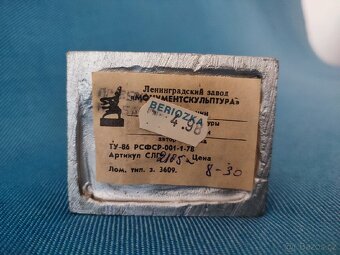 Ленинградский завод
«МОНУМЕНТСКУЛЬПТУРА»
BERIOZKA
4.98
ТУ-86 РСФСР-001-1-78
Артикул Цена
8-30
Лом. тип. з. 3609.